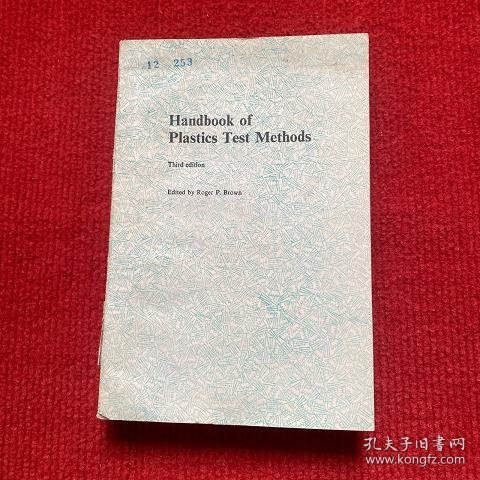 12 253
Handbook of
Plastics Test Methods
Third edition
Edited by Roger P. Brown
孔夫子旧书网
www.kongfz.com